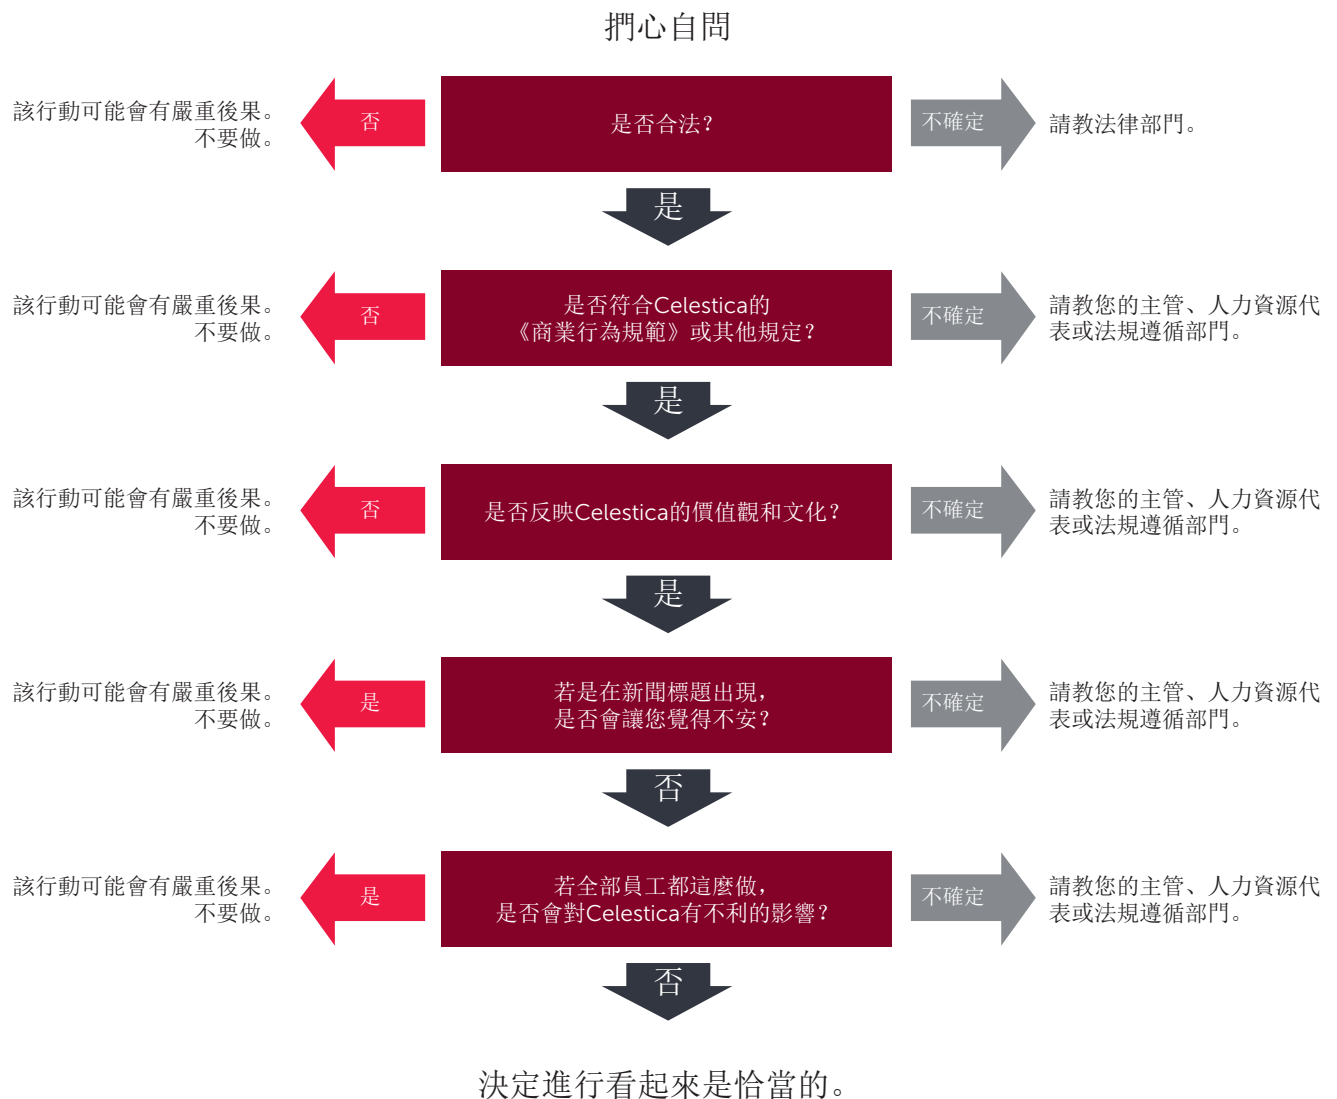 捫心自問
該行動可能會有嚴重後果。
不要做。
否
是否合法?
不確定
請教法律部門。
是
該行動可能會有嚴重後果。
不要做。
否
是否符合Celestica的
《商業行為規範》或其他規定?
不確定
請教您的主管、人力資源代
表或法規遵循部門。
是
該行動可能會有嚴重後果。
不要做。
否
是否反映Celestica的價值觀和文化?
不確定
請教您的主管、人力資源代
表或法規遵循部門。
是
該行動可能會有嚴重後果。
不要做。
是
若是在新聞標題出現,
是否會讓您覺得不安?
不確定
請教您的主管、人力資源代
表或法規遵循部門。
否
該行動可能會有嚴重後果。
不要做。
是
若全部員工都這麼做,
是否會對Celestica有不利的影響?
不確定
請教您的主管、人力資源代
表或法規遵循部門。
否
決定進行看起來是恰當的。